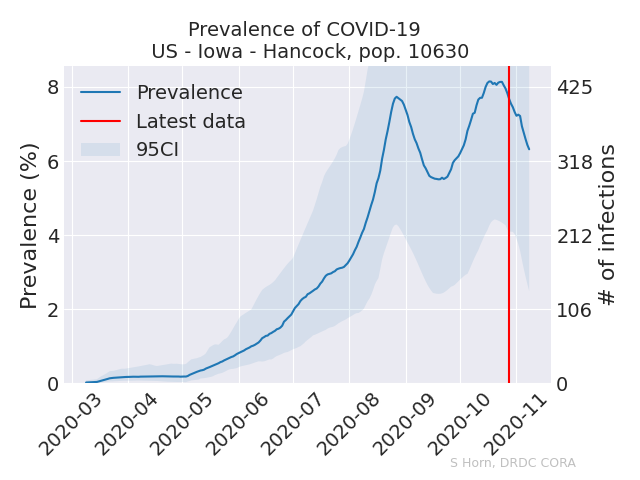 Prevalence of COVID-19
US - Iowa - Hancock, pop. 10630
Prevalence
Latest data
95CI
Prevalence (%)
8
6
4
2
0
425
318
212
106
0
# of infections
2020-03
2020-04
2020-05
2020-06
2020-07
2020-08
2020-09
2020-10
2020-11
S Horn, DRDC CORA